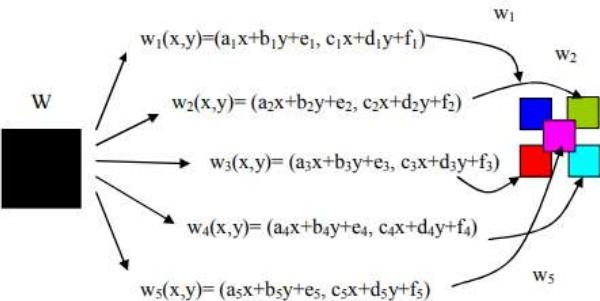 w₁
w₁(x,y)=(a₁x+b₁y+e₁, c₁x+d₁y+f₁)
w₂
W
w₂(x,y)= (a₂x+b₂y+e₂, c₂x+d₂y+f₂)
w₃(x,y)= (a₃x+b₃y+e₃, c₃x+d₃y+f₃)
w₄(x,y)= (a₄x+b₄y+e₄, c₄x+d₄y+f₄)
w₅
w₅(x,y)= (a₅x+b₅y+e₅, c₅x+d₅y+f₅)